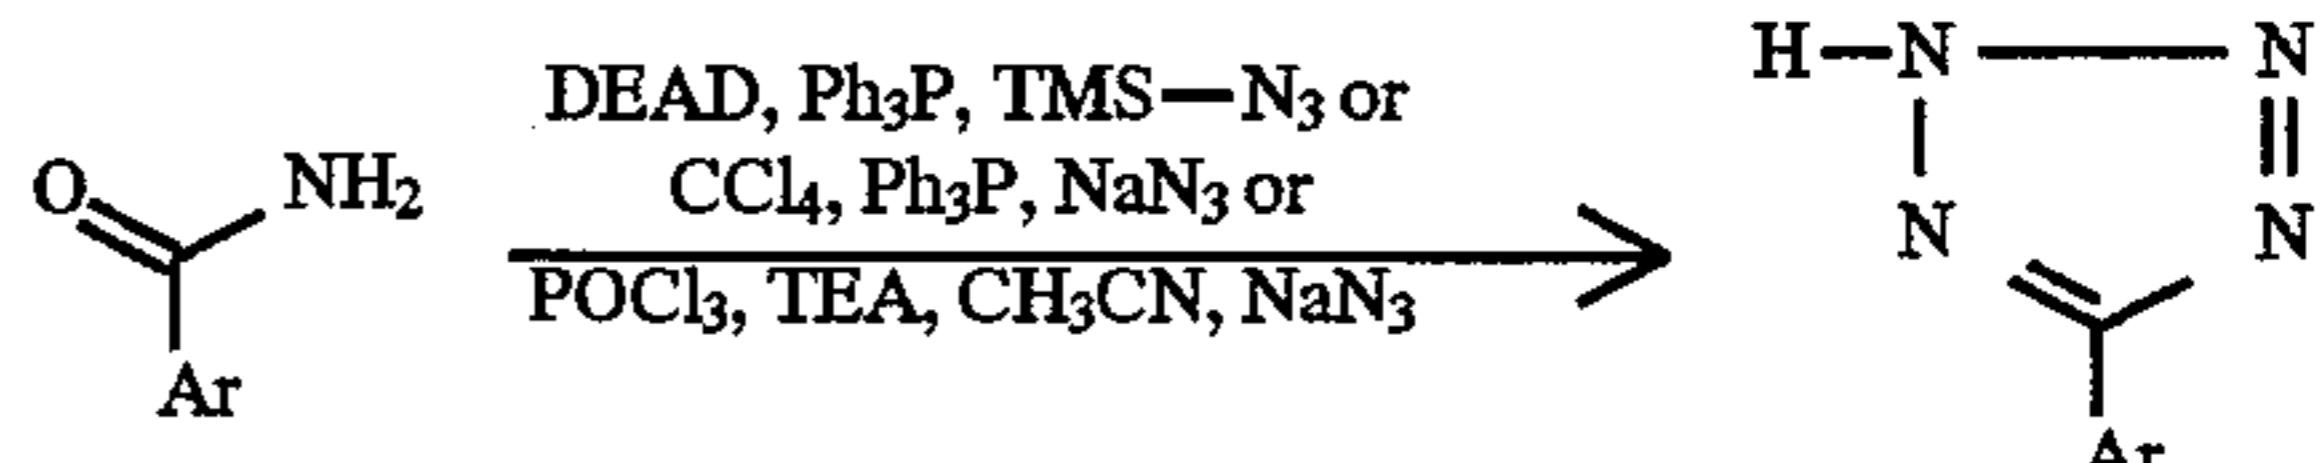 H–N N
DEAD, Ph3P, TMS–N3 or
O NH2
CCl4, Ph3P, NaN3 or
N N
POCl3, TEA, CH3CN, NaN3
Ar
Ar